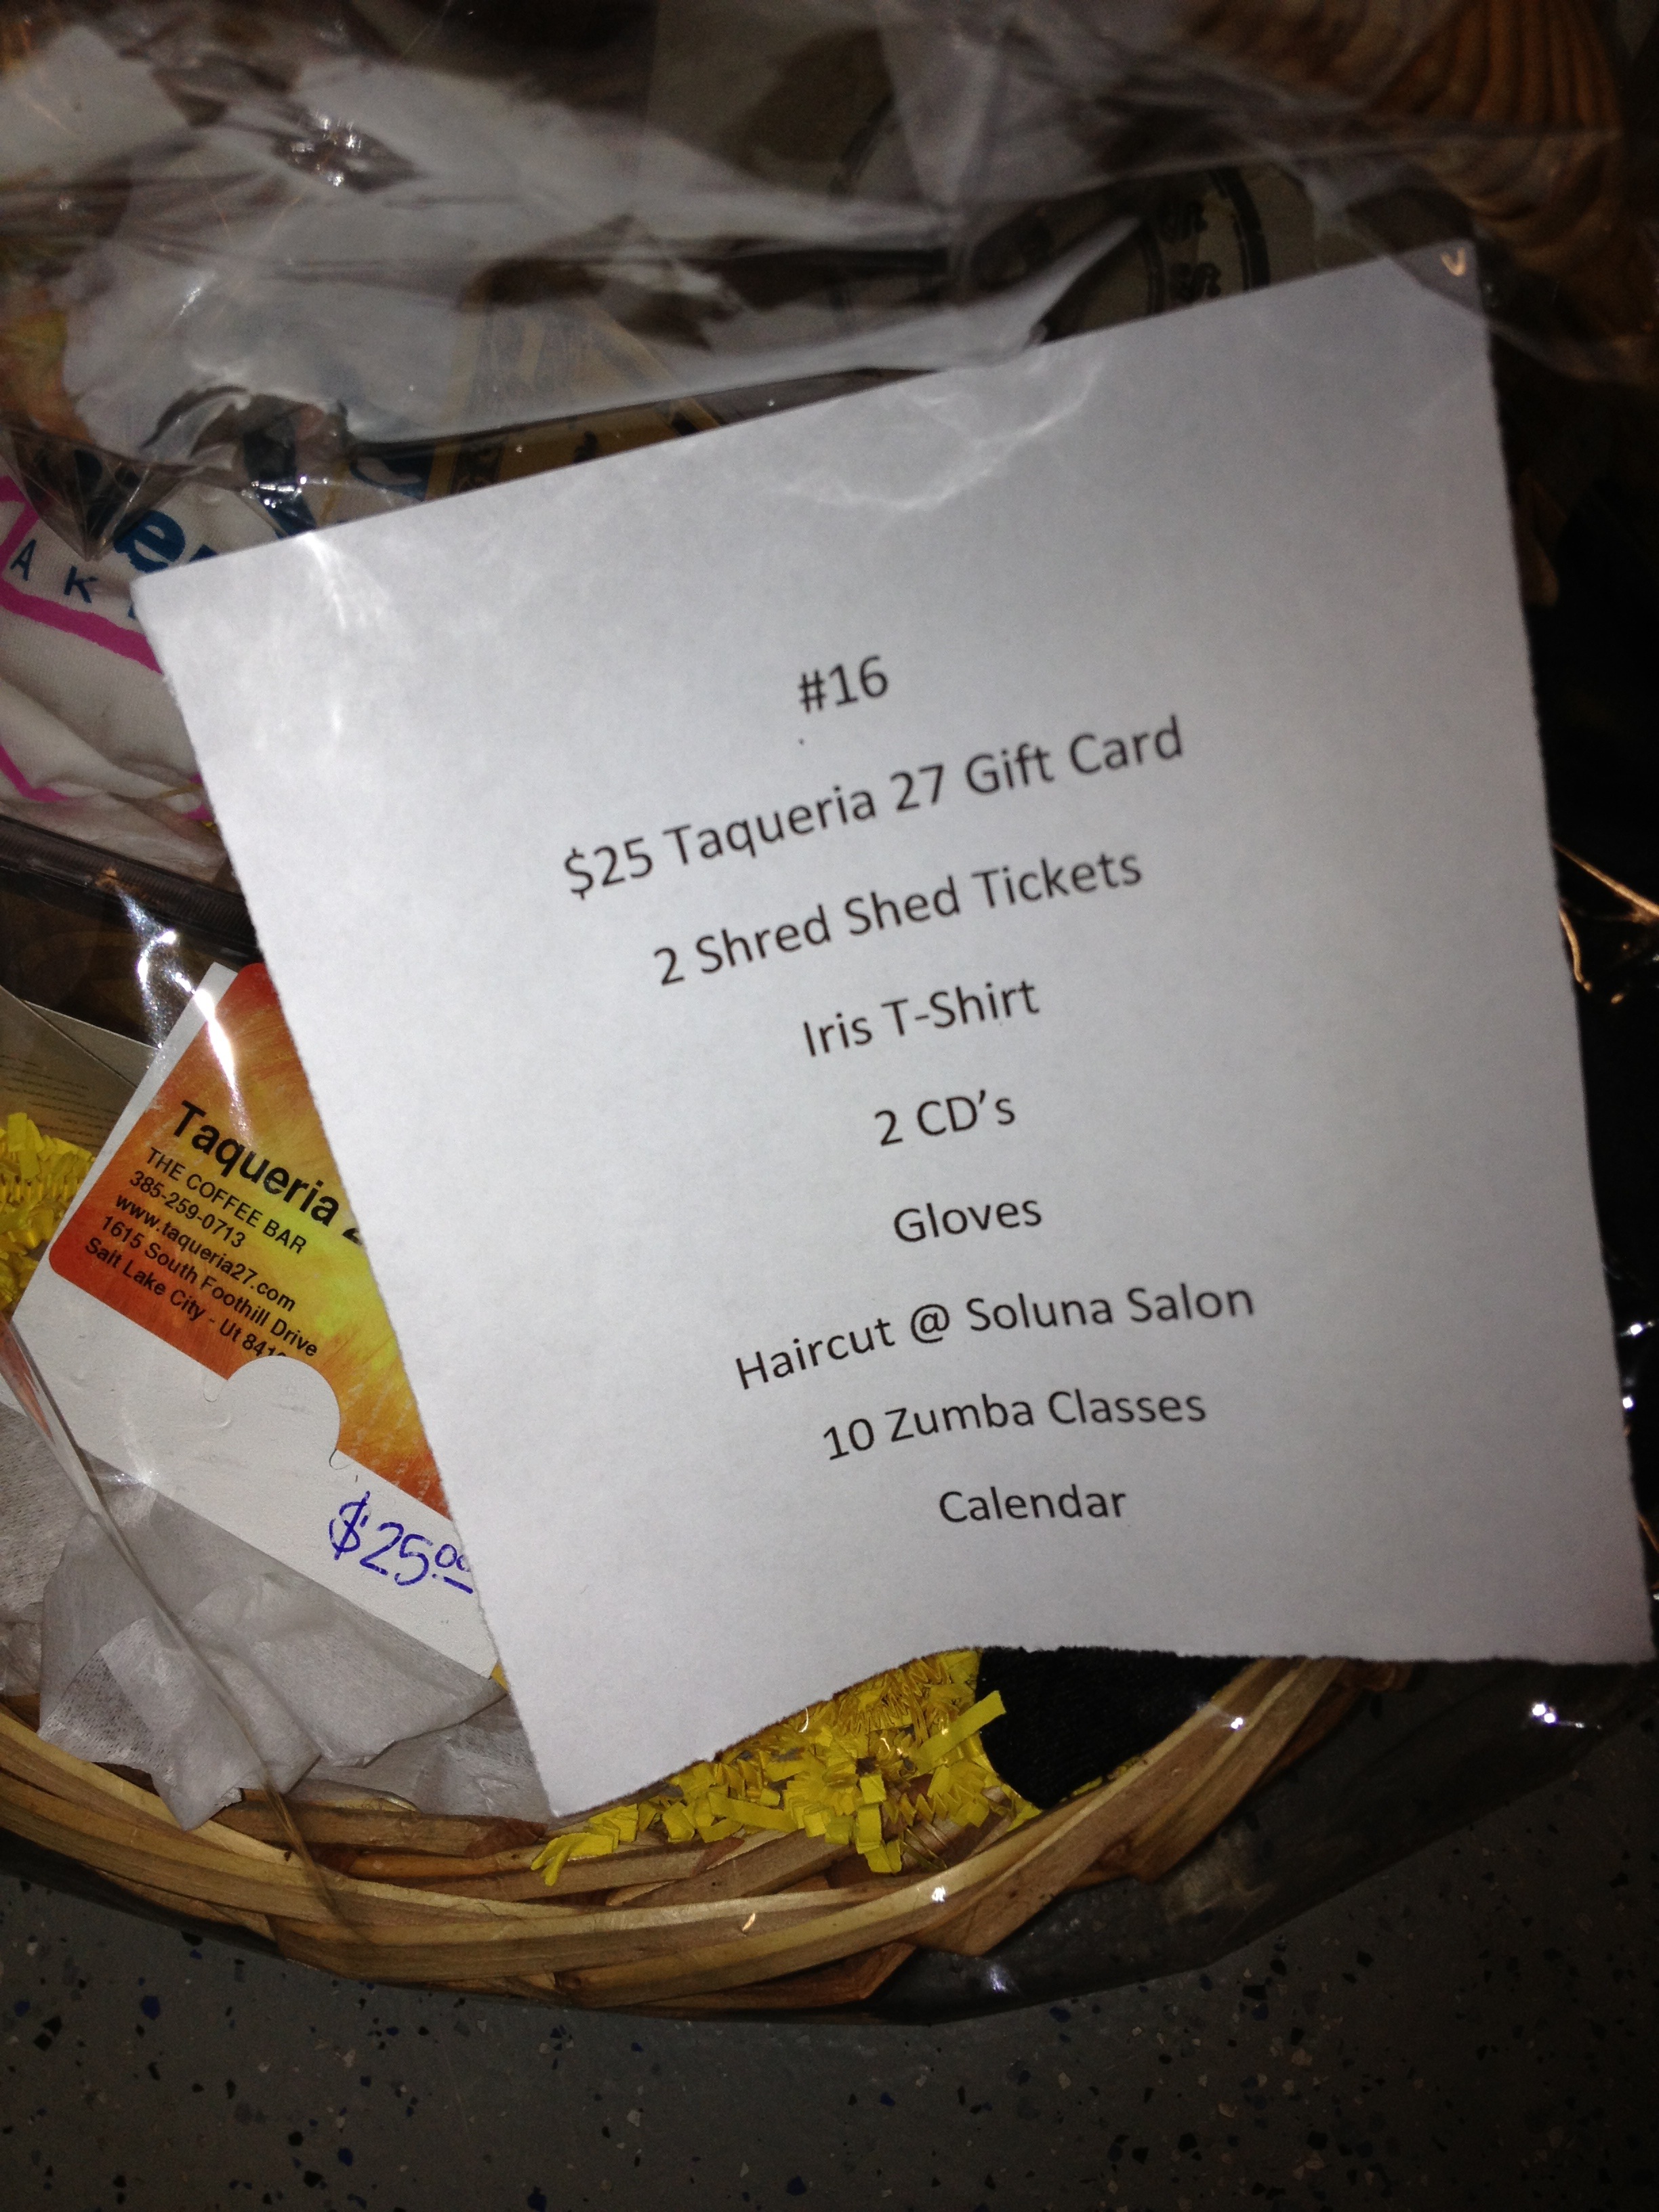 #16
$25 Taqueria 27 Gift Card
2 Shred Shed Tickets
Iris T-Shirt
2 CD's
Gloves
Haircut @ Soluna Salon
10 Zumba Classes
Calendar
Taqueria
THE COFFEE BAR
385-259-0713
www.taqueria27.com
1615 South Foothill Drive
Salt Lake City - Ut
$25.00